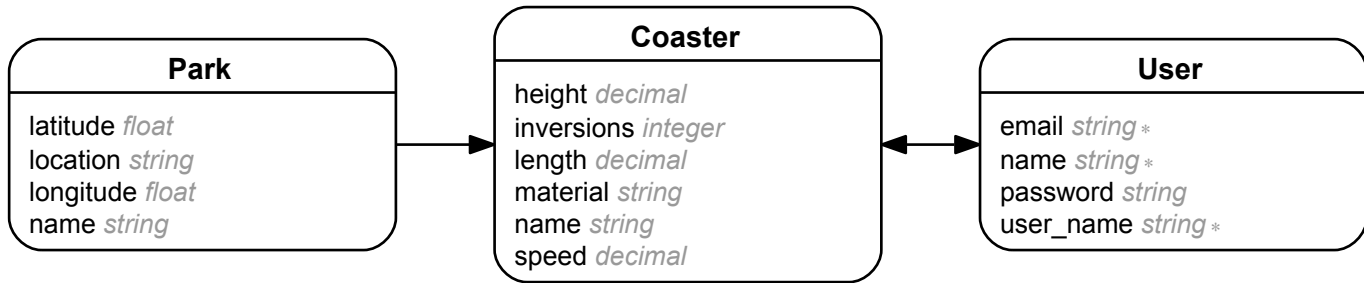 Park
latitude float
location string
longitude float
name string
Coaster
height decimal
inversions integer
length decimal
material string
name string
speed decimal
User
email string *
name string *
password string
user_name string *